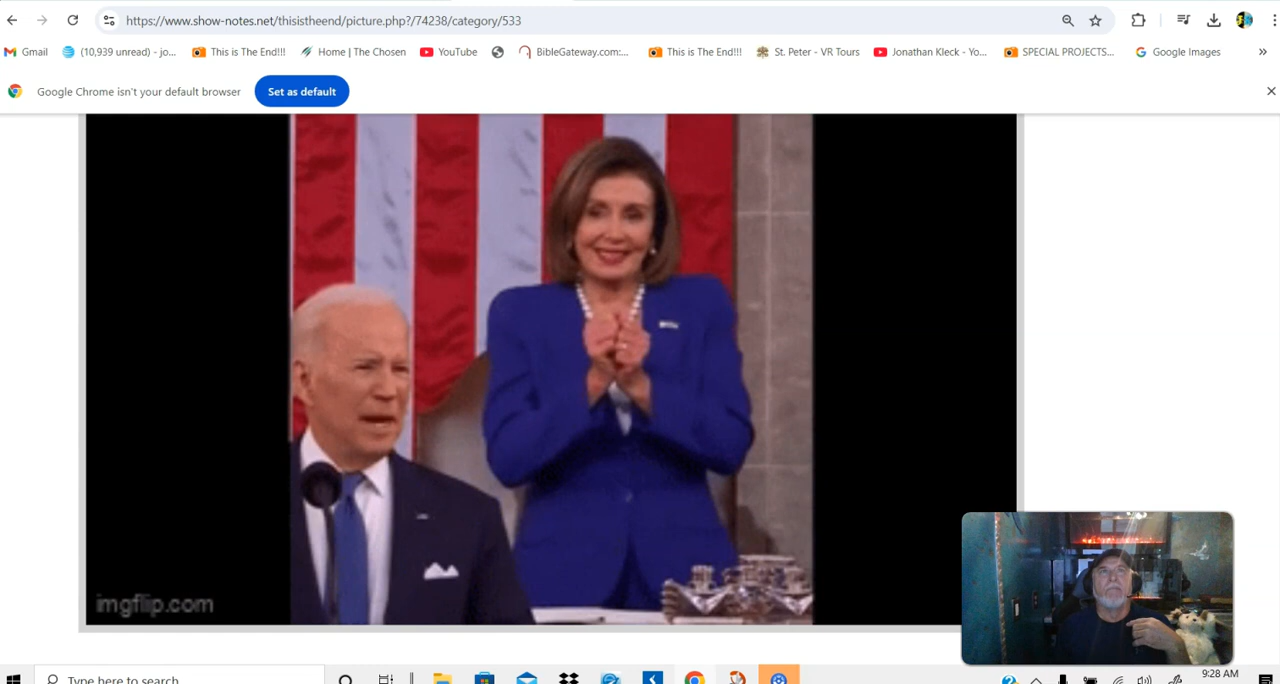 https://www.show-notes.net/thisistheend/picture.php?/74238/category/533
Gmail (10,939 unread) - jo... This is The End!!! Home | The Chosen YouTube BibleGateway.com:... This is The End!!! St. Peter - VR Tours Jonathan Kleck - Yo... SPECIAL PROJECTS... Google Images »
Google Chrome isn't your default browser Set as default
imgflip.com
Type here to search
9:28 AM